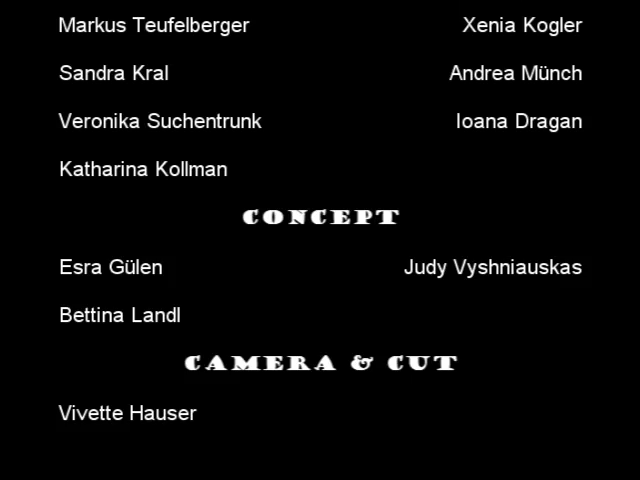 Markus Teufelberger Xenia Kogler
Sandra Kral Andrea Münch
Veronika Suchentrunk Ioana Dragan
Katharina Kollman
CONCEPT
Esra Gülen Judy Vyshniauskas
Bettina Landl
CAMERA & CUT
Vivette Hauser